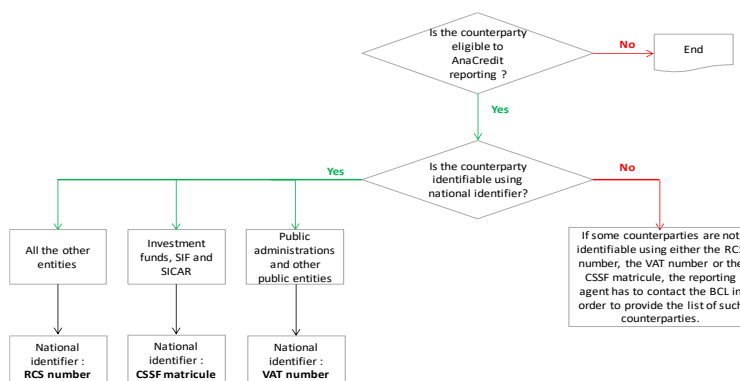 Is the counterparty
eligible to
AnaCredit
reporting ?
No
End
Yes
Is the counterparty
identifiable using
national identifier?
Yes
No
All the other
entities
Investment
funds, SIF and
SICAR
Public
administrations
and other
public entities
If some counterparties are not
identifiable using either the RCS
number, the VAT number or the
CSSF matricule, the reporting
agent has to contact the BCL in
order to provide the list of such
counterparties.
National
identifier :
RCS number
National
identifier :
CSSF matricule
National
identifier :
VAT number